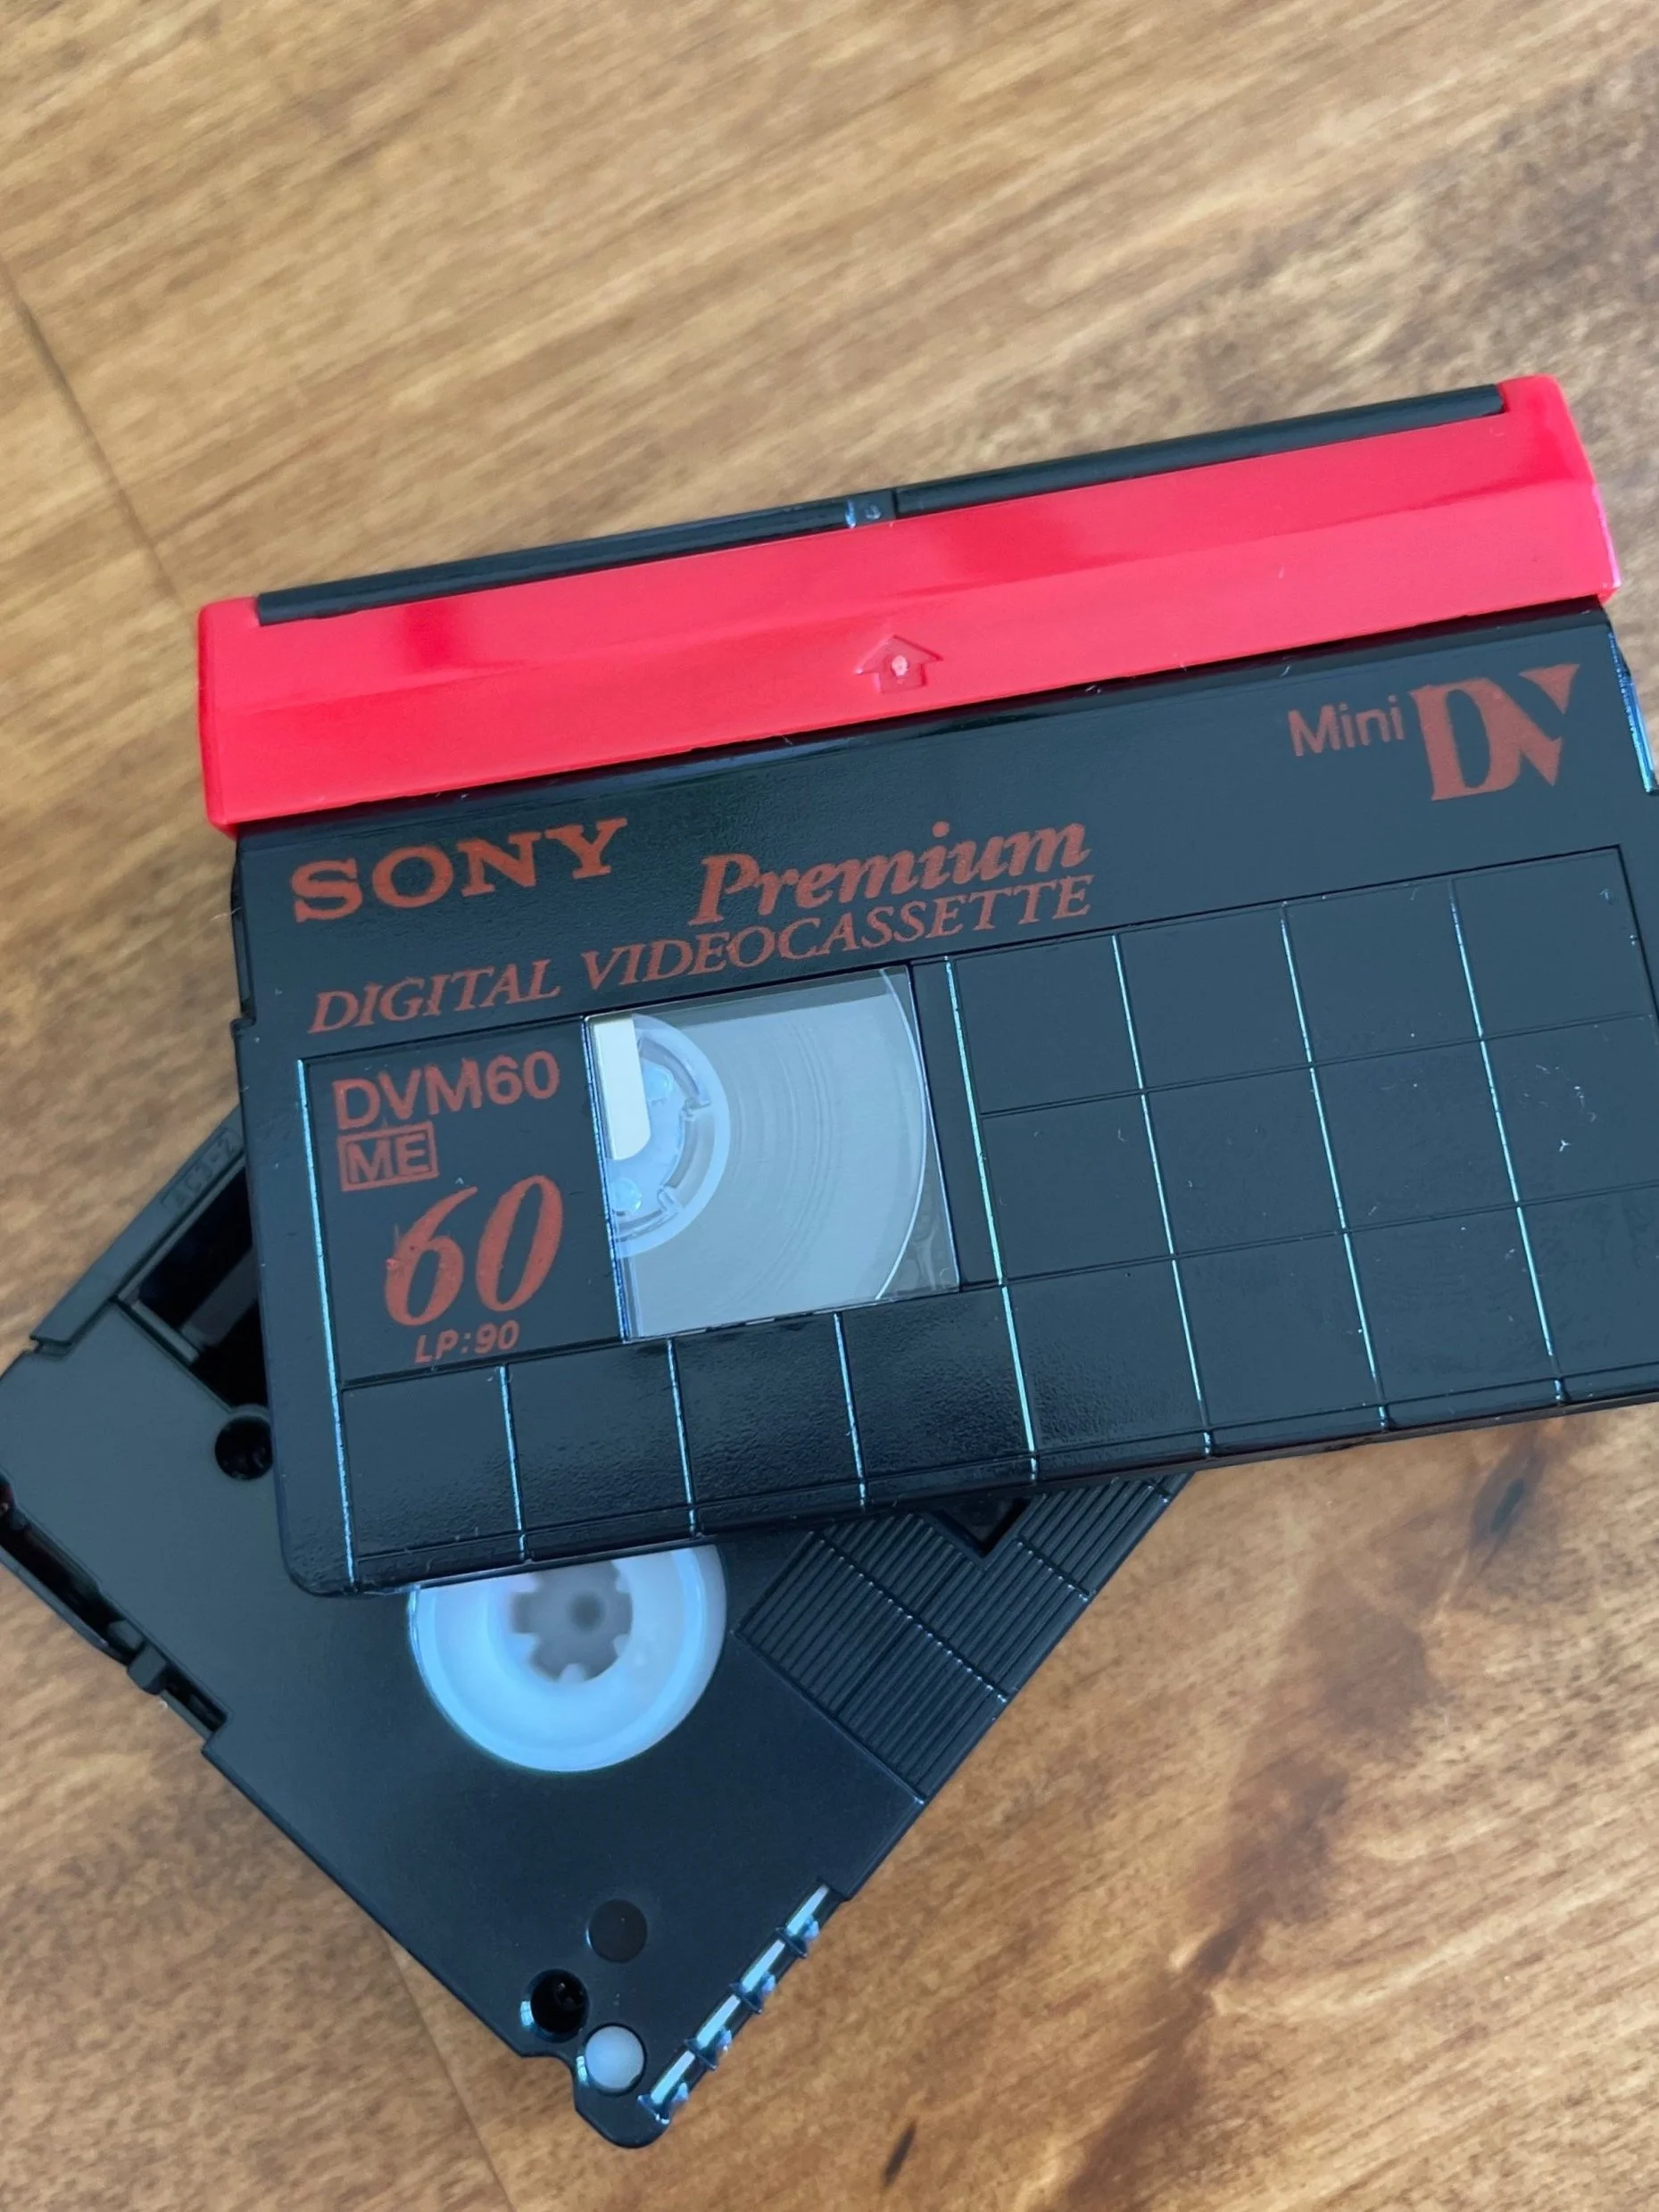 Mini DV
SONY
Premium
DIGITAL VIDEOCASSETTE
DVM60
ME
60
LP:90